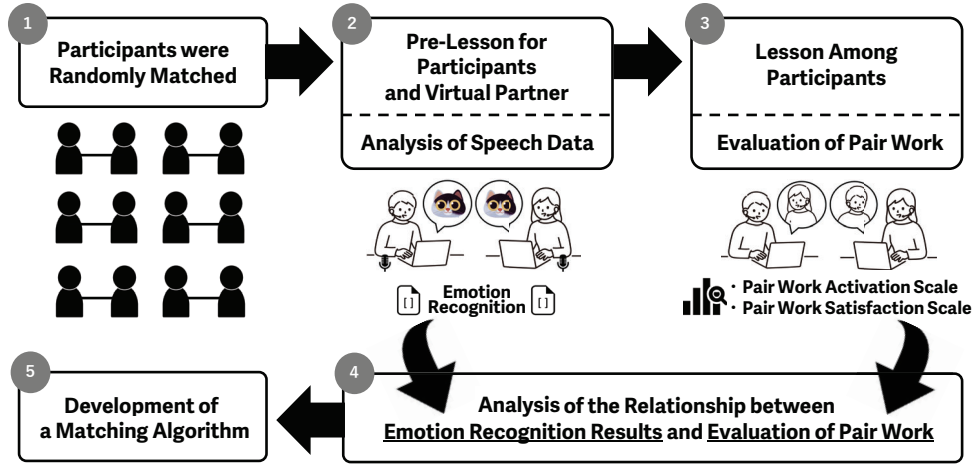 1
Participants were
Randomly Matched
2
Pre-Lesson for
Participants
and Virtual Partner
Analysis of Speech Data
3
Lesson Among
Participants
Evaluation of Pair Work
[ ]
Emotion
Recognition
[ ]
・Pair Work Activation Scale
・Pair Work Satisfaction Scale
4
Analysis of the Relationship between
Emotion Recognition Results and Evaluation of Pair Work
5
Development of
a Matching Algorithm